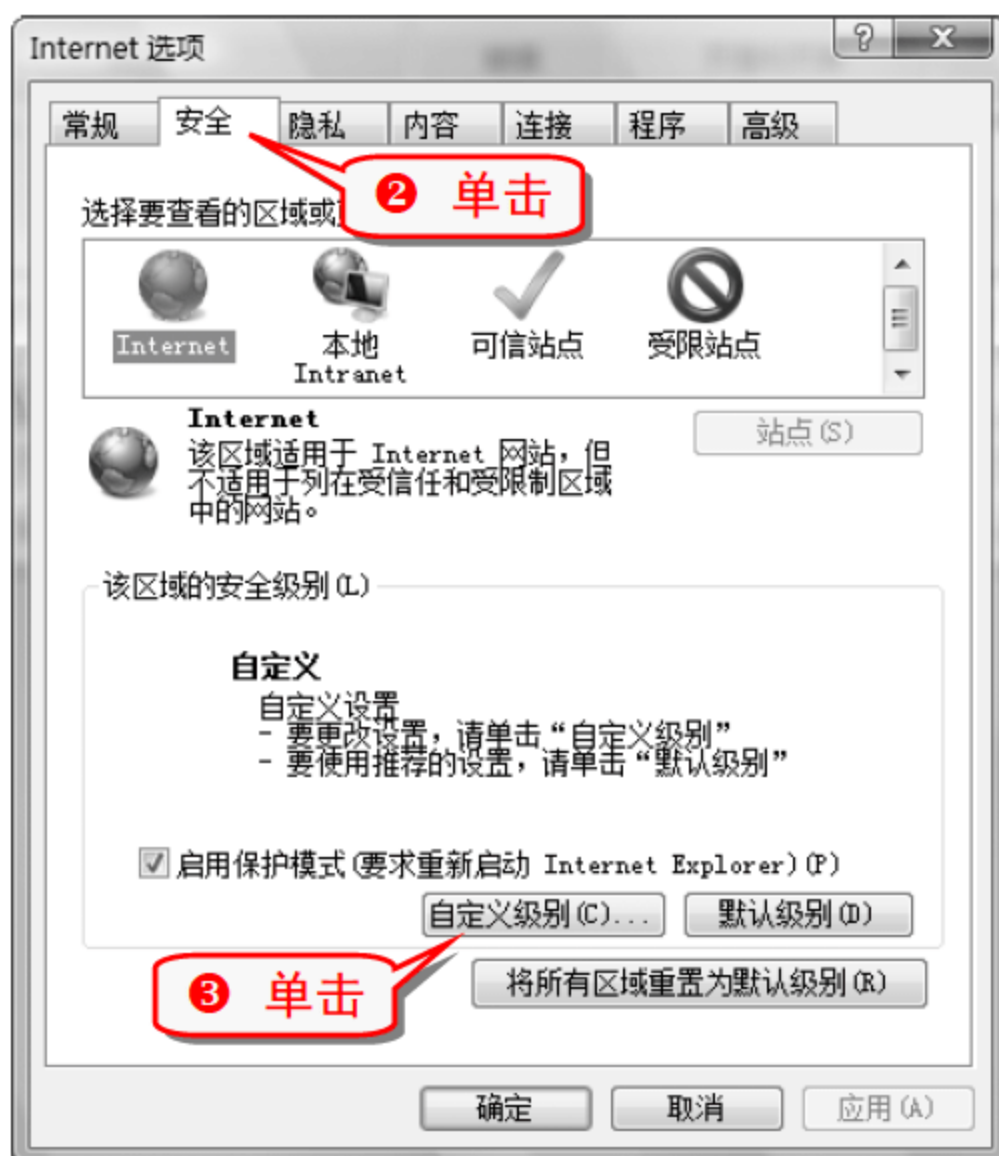 Internet 选项
常规 安全 隐私 内容 连接 程序 高级
❷ 单击
选择要查看的区域或
Internet 本地 Intranet 可信站点 受限站点
Internet
站点(S)
该区域适用于 Internet 网站，但
不适用于列在受信任和受限制区域
中的网站。
该区域的安全级别(L)
自定义
自定义设置
- 要更改设置，请单击“自定义级别”
- 要使用推荐的设置，请单击“默认级别”
启用保护模式(要求重新启动 Internet Explorer)(P)
自定义级别(C)... 默认级别(D)
❸ 单击
将所有区域重置为默认级别(R)
确定 取消 应用(A)